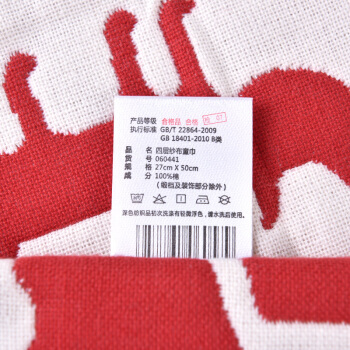 产品等级 合格品 合格
执行标准 GB/T 22864-2009
GB 18401-2010 B类
品 名 四层纱布童巾
货 号 060441
规 格 27cm X 50cm
成 分 100%棉
(缎档及装饰部分除外)
深色纺织品初次洗涤有轻微浮色,清水洗后使用。